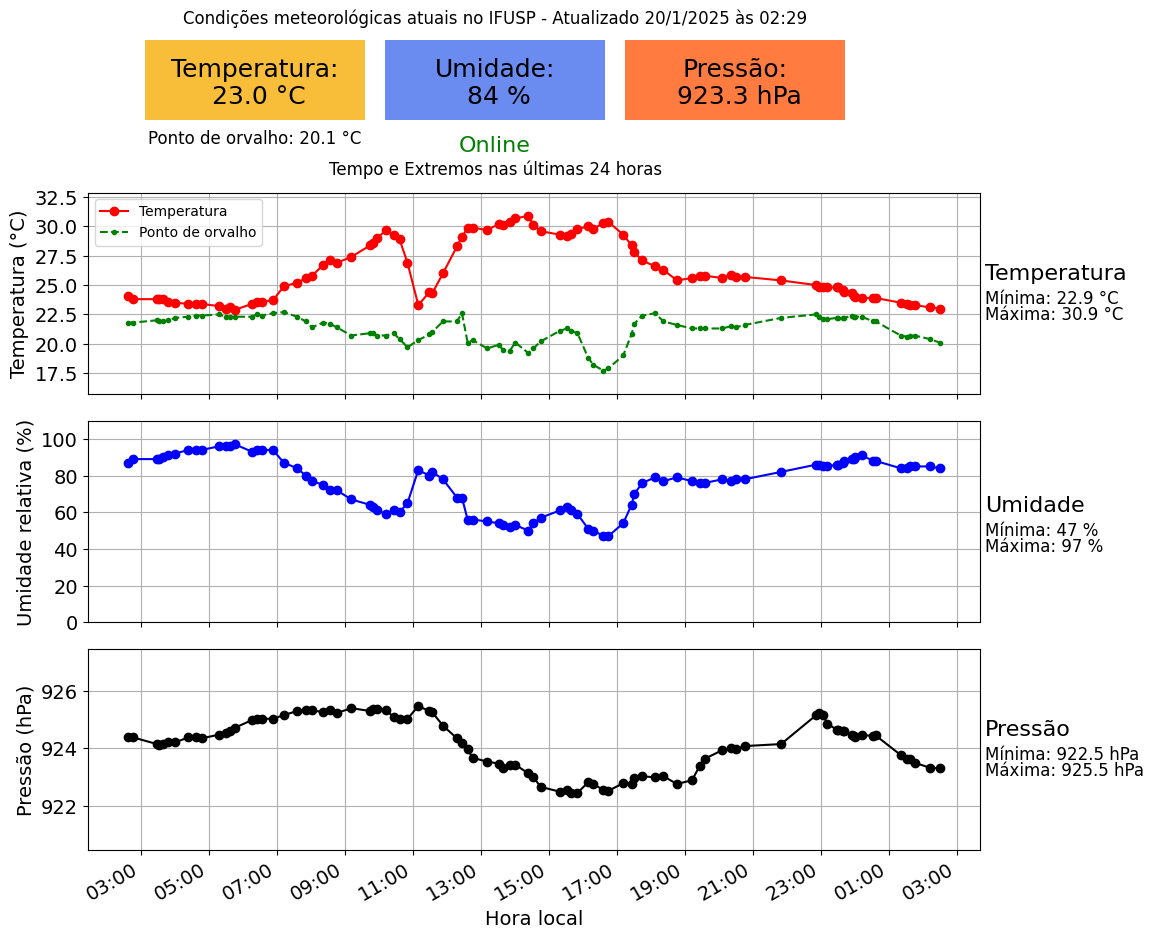 Condições meteorológicas atuais no IFUSP - Atualizado 20/1/2025 às 02:29
Temperatura:
23.0 °C
Umidade:
84 %
Pressão:
923.3 hPa
Ponto de orvalho: 20.1 °C
Online
Tempo e Extremos nas últimas 24 horas
Temperatura (°C)
32.5
30.0
27.5
25.0
22.5
20.0
17.5
Temperatura
Ponto de orvalho
Temperatura
Mínima: 22.9 °C
Máxima: 30.9 °C
Umidade relativa (%)
100
80
60
40
20
0
Umidade
Mínima: 47 %
Máxima: 97 %
Pressão (hPa)
926
924
922
Pressão
Mínima: 922.5 hPa
Máxima: 925.5 hPa
03:00 05:00 07:00 09:00 11:00 13:00 15:00 17:00 19:00 21:00 23:00 01:00 03:00
Hora local